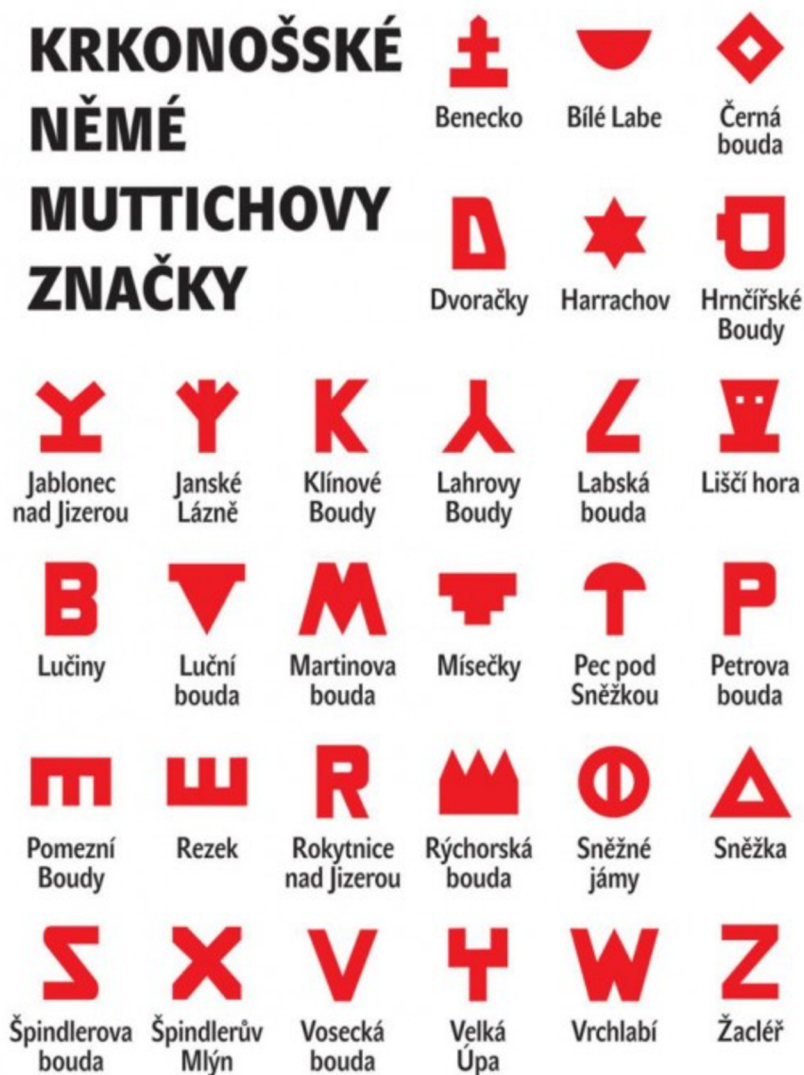 KRKONOŠSKÉ
NĚMÉ
MUTTICHOVY
ZNAČKY
Benecko
Bílé Labe
Černá
bouda
Dvoračky
Harrachov
Hrnčířské
Boudy
Jablonec
nad Jizerou
Janské
Lázně
Klínové
Boudy
Lahrovy
Boudy
Labská
bouda
Liščí hora
Lučiny
Luční
bouda
Martinova
bouda
Mísečky
Pec pod
Sněžkou
Petrova
bouda
Pomezní
Boudy
Rezek
Rokytnice
nad Jizerou
Rýchorská
bouda
Sněžné
jámy
Sněžka
Špindlerova
bouda
Špindlerův
Mlýn
Vosecká
bouda
Velká
Úpa
Vrchlabí
Žacléř